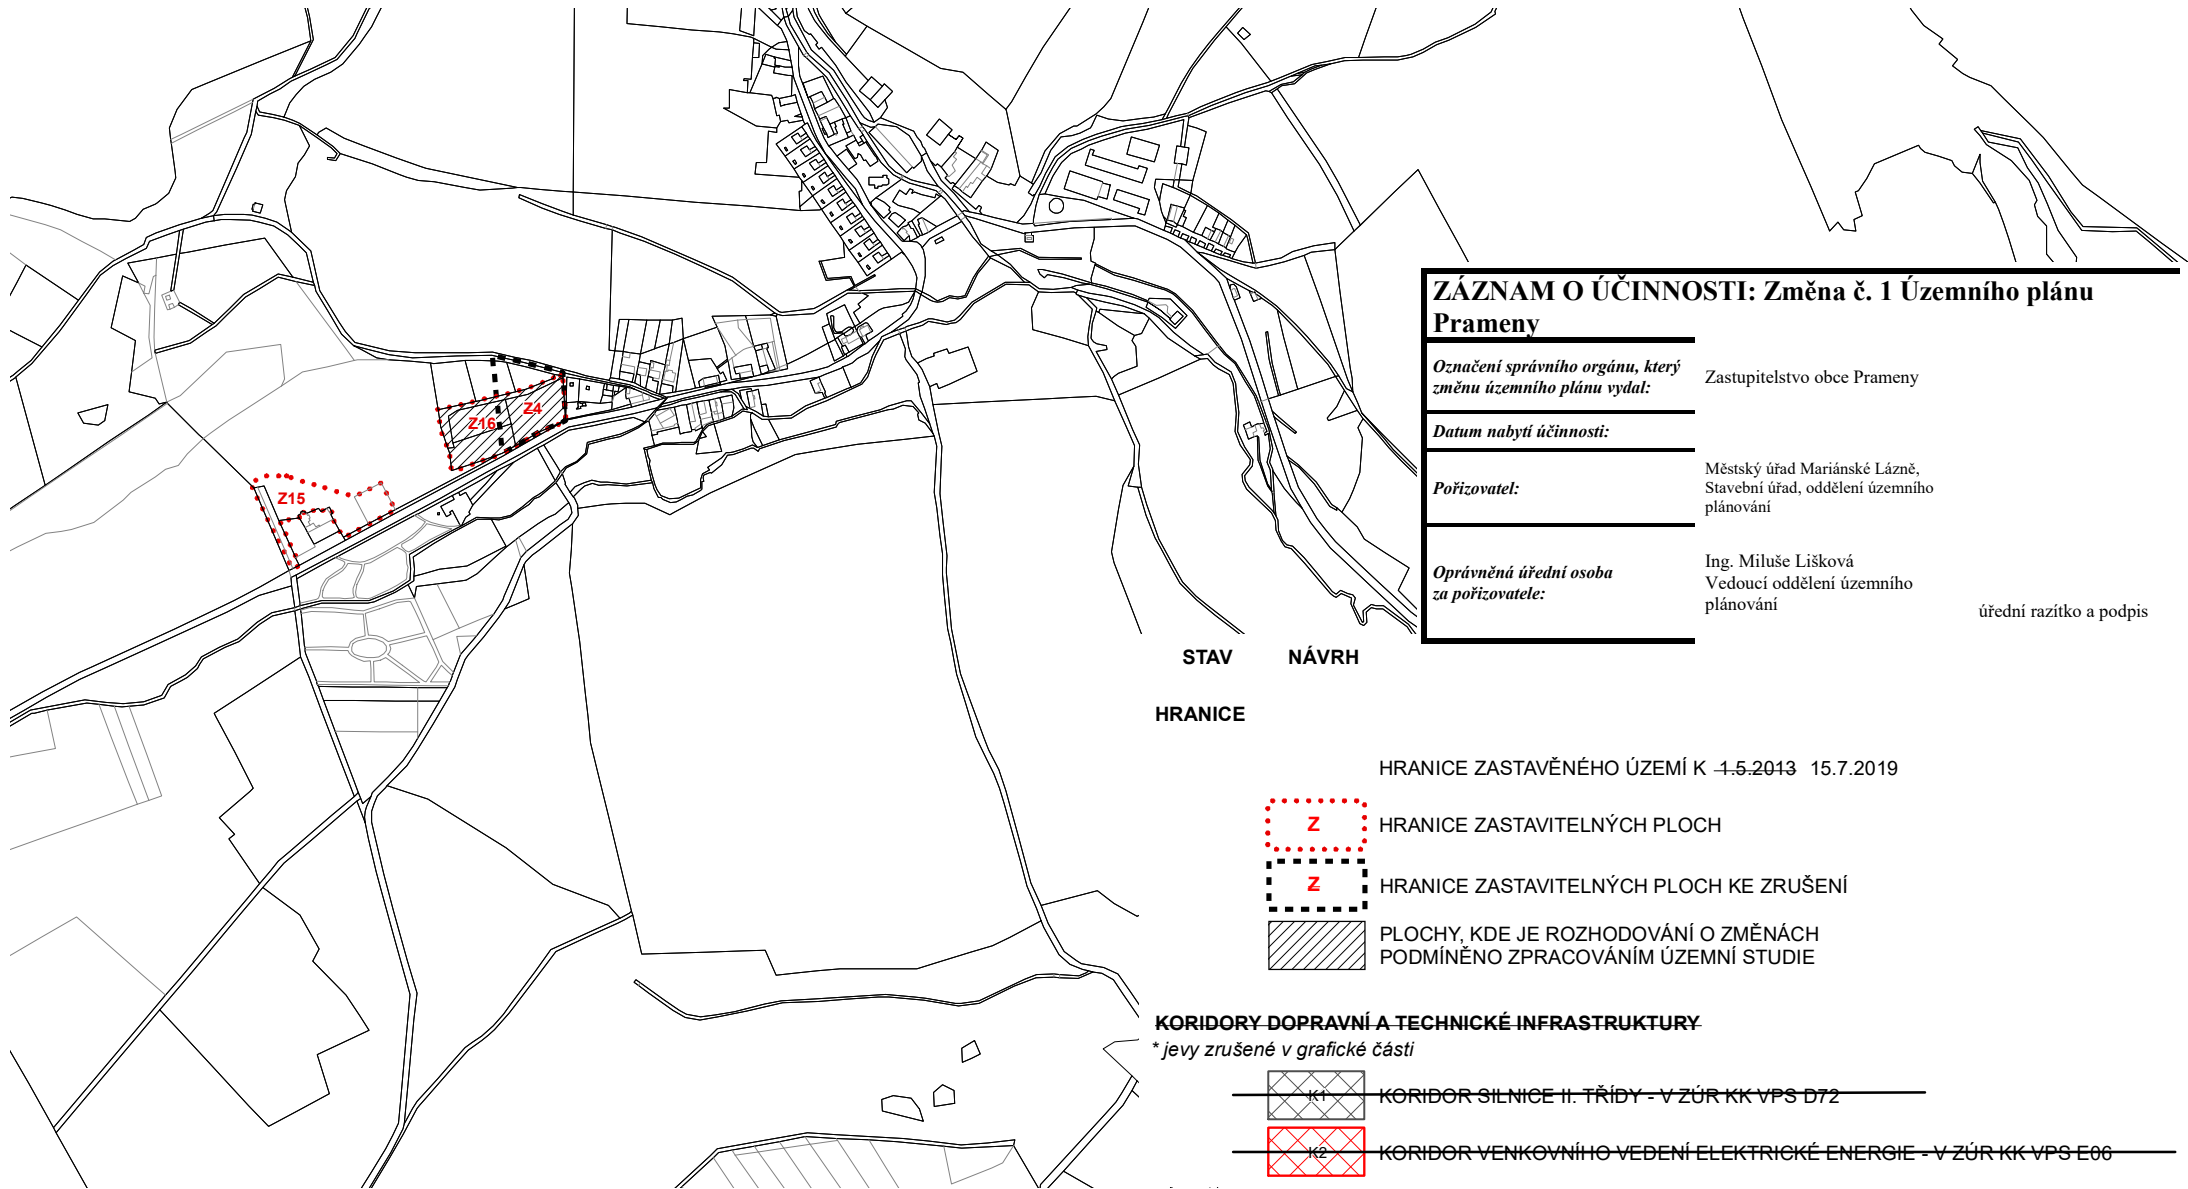 Z4
Z16
Z15
ZÁZNAM O ÚČINNOSTI: Změna č. 1 Územního plánu
Prameny
Označení správního orgánu, který
změnu územního plánu vydal:
Zastupitelstvo obce Prameny
Datum nabytí účinnosti:
Pořizovatel:
Městský úřad Mariánské Lázně,
Stavební úřad, oddělení územního
plánování
Oprávněná úřední osoba
za pořizovatele:
Ing. Miluše Lišková
Vedoucí oddělení územního
plánování
úřední razítko a podpis
STAV NÁVRH
HRANICE
HRANICE ZASTAVĚNÉHO ÚZEMÍ K 1.5.2013 15.7.2019
Z HRANICE ZASTAVITELNÝCH PLOCH
Z HRANICE ZASTAVITELNÝCH PLOCH KE ZRUŠENÍ
PLOCHY, KDE JE ROZHODOVÁNÍ O ZMĚNÁCH
PODMÍNĚNO ZPRACOVÁNÍM ÚZEMNÍ STUDIE
KORIDORY DOPRAVNÍ A TECHNICKÉ INFRASTRUKTURY
* jevy zrušené v grafické části
K1 KORIDOR SILNICE II. TŘÍDY - V ZÚR KK VPS D72
K2 KORIDOR VENKOVNÍHO VEDENÍ ELEKTRICKÉ ENERGIE - V ZÚR KK VPS E06